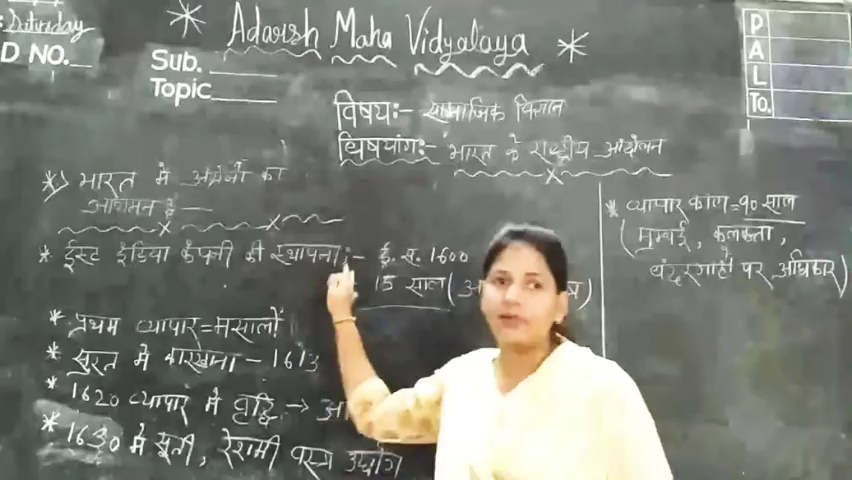 Saturday
D NO.
Adarsh Maha Vidyalaya
Sub.
Topic
P
A
L
To.
विषयः- सामाजिक विज्ञान
विषयांगः- भारत के राष्ट्रीय आंदोलन
भारत मे अंग्रेजो का
आगमन है
ईस्ट इंडिया कंपनी की स्थापना:- ई. स. 1600
15 साल (
प्रथम व्यापार = मसालों
सुरत मे कारखाना - 1613
1620 व्यापार मे वृद्धि →
1630 मे सूती, रेशमी वस्त्र उद्योग
व्यापार काल = 90 साल
(मुम्बई, कलकत्ता,
बंदरगाहों पर अधिकार)